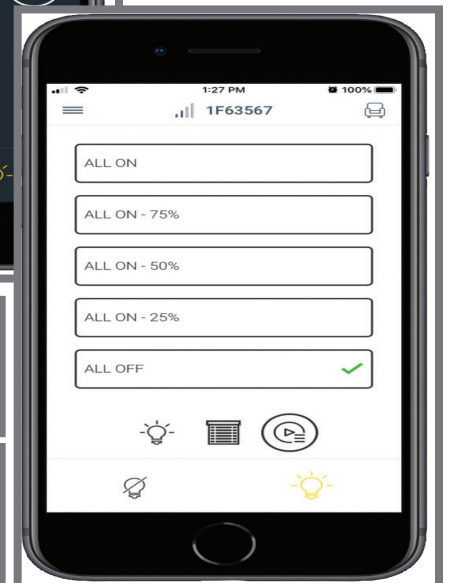 1:27 PM
100%
1F63567
ALL ON
ALL ON - 75%
ALL ON - 50%
ALL ON - 25%
ALL OFF